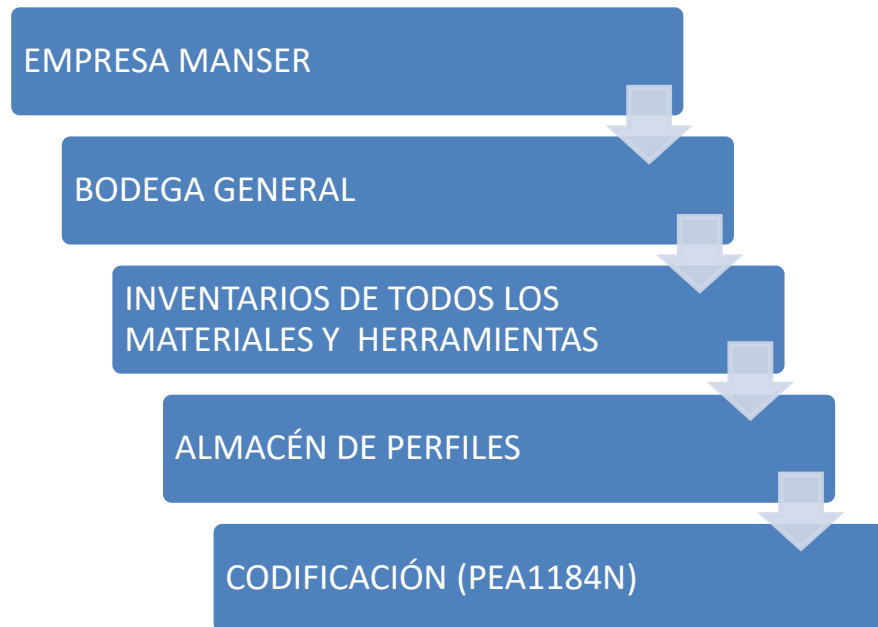 EMPRESA MANSER
BODEGA GENERAL
INVENTARIOS DE TODOS LOS
MATERIALES Y  HERRAMIENTAS
ALMACÉN DE PERFILES
CODIFICACIÓN (PEA1184N)